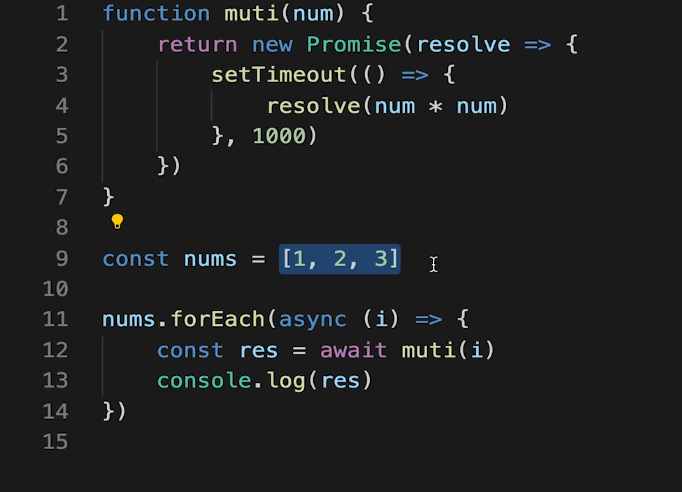 1 function muti(num) {
2     return new Promise(resolve => {
3         setTimeout(() => {
4             resolve(num * num)
5         }, 1000)
6     })
7 }
8
9 const nums = [1, 2, 3]
10
11 nums.forEach(async (i) => {
12     const res = await muti(i)
13     console.log(res)
14 })
15